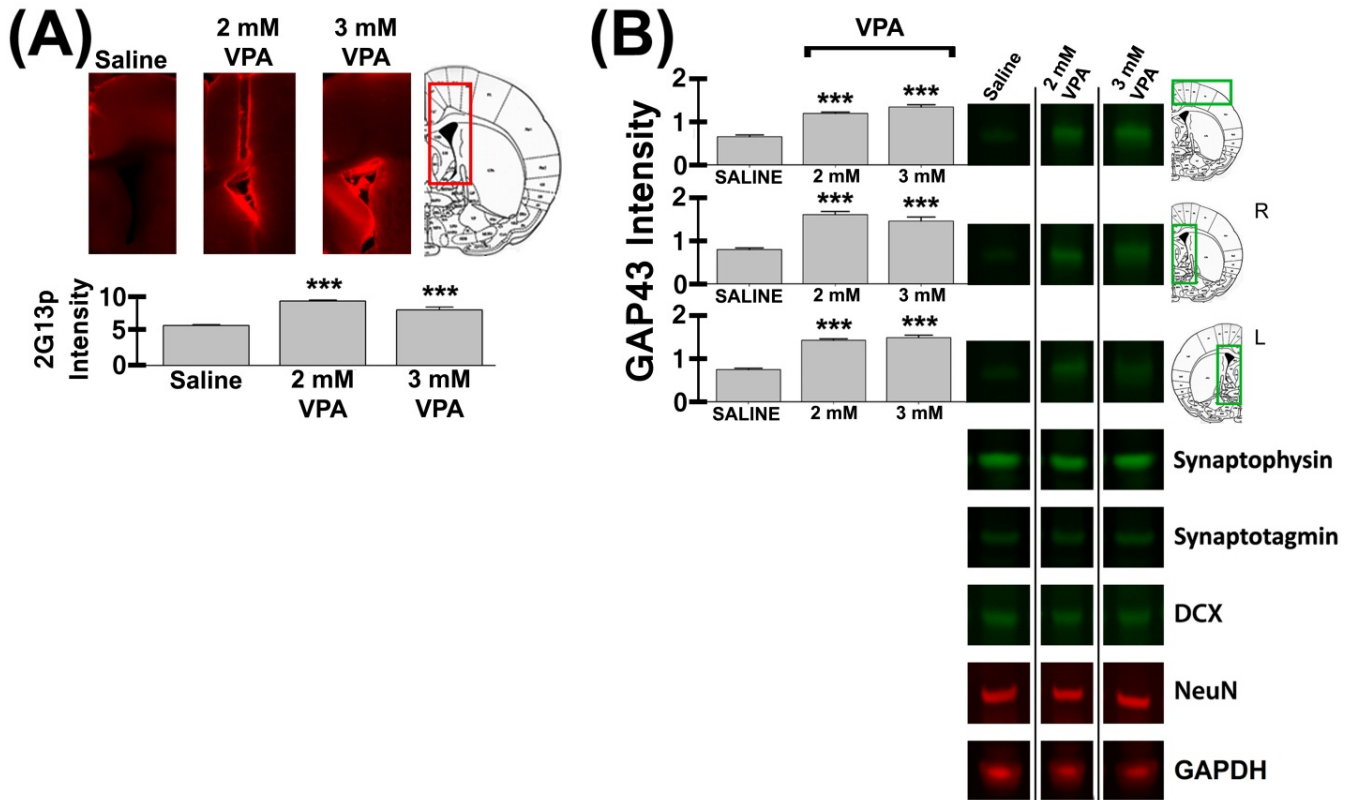 (A)
Saline
2 mM
VPA
3 mM
VPA
2G13p
Intensity
10
5
0
***
***
Saline
2 mM
VPA
3 mM
VPA
(B)
VPA
Saline
2 mM
VPA
3 mM
VPA
GAP43 Intensity
2
1
0
***
***
SALINE
2 mM
3 mM
2
1
0
***
***
SALINE
2 mM
3 mM
R
2
1
0
***
***
SALINE
2 mM
3 mM
L
Synaptophysin
Synaptotagmin
DCX
NeuN
GAPDH